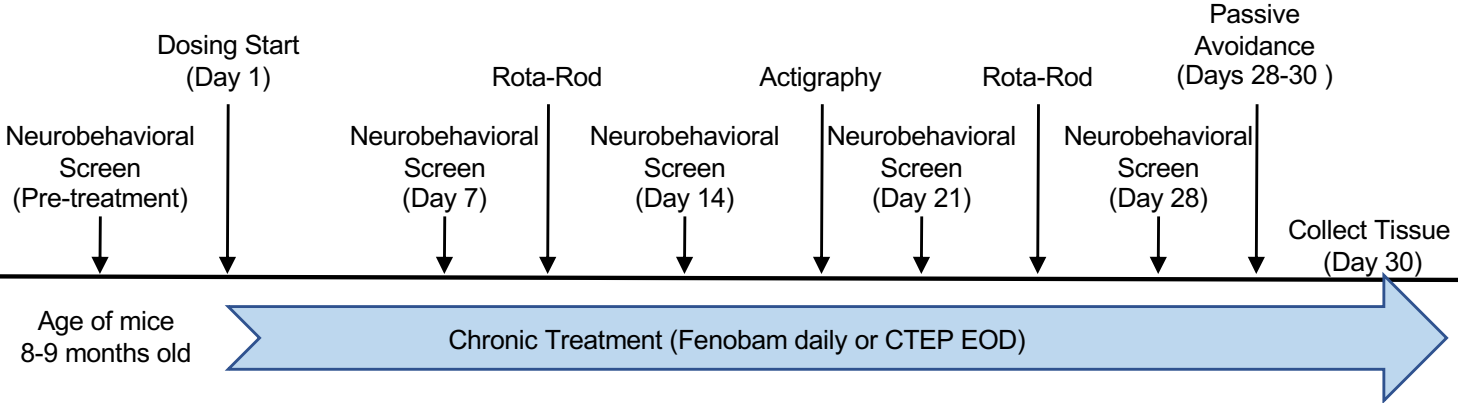 Neurobehavioral
Screen
(Pre-treatment)
Dosing Start
(Day 1)
Neurobehavioral
Screen
(Day 7)
Rota-Rod
Neurobehavioral
Screen
(Day 14)
Actigraphy
Neurobehavioral
Screen
(Day 21)
Rota-Rod
Neurobehavioral
Screen
(Day 28)
Passive
Avoidance
(Days 28-30 )
Collect Tissue
(Day 30)
Age of mice
8-9 months old
Chronic Treatment (Fenobam daily or CTEP EOD)